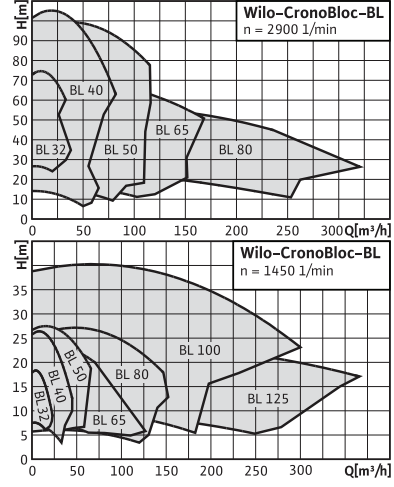 H[m]
Wilo-CronoBloc-BL
n = 2900 1/min
90
80
70
60
50
40
30
20
10
0
BL 32
BL 40
BL 50
BL 65
BL 80
0 50 100 150 200 250 300 Q[m³/h]
H[m]
Wilo-CronoBloc-BL
n = 1450 1/min
35
30
25
20
15
10
5
0
BL 32
BL 40
BL 50
BL 65
BL 80
BL 100
BL 125
0 50 100 150 200 250 300 Q[m³/h]